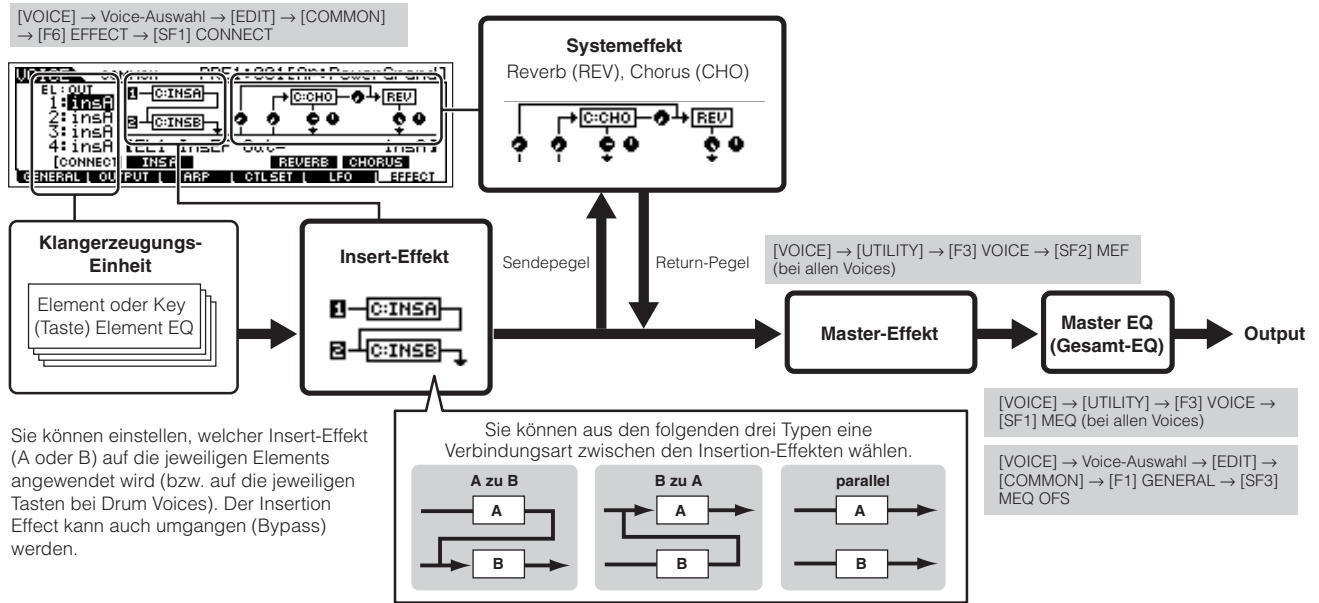 [VOICE] → Voice-Auswahl → [EDIT] → [COMMON]
→ [F6] EFFECT → [SF1] CONNECT
EL:OUT
1:insA
2:insA
3:insA
4:insA
1 C:INSA
2 C:INSB
C:CHO REV
[CONNECT] INS A REVERB CHORUS
GENERAL OUTPUT ARP CTL SET LFO EFFECT
Systemeffekt
Reverb (REV), Chorus (CHO)
C:CHO REV
Klangerzeugungs-
Einheit
Element oder Key
(Taste) Element EQ
Insert-Effekt
1 C:INSA
2 C:INSB
Sendepegel
Return-Pegel
[VOICE] → [UTILITY] → [F3] VOICE → [SF2] MEF
(bei allen Voices)
Master-Effekt
Master EQ
(Gesamt-EQ)
Output
[VOICE] → [UTILITY] → [F3] VOICE →
[SF1] MEQ (bei allen Voices)
[VOICE] → Voice-Auswahl → [EDIT] →
[COMMON] → [F1] GENERAL → [SF3]
MEQ OFS
Sie können einstellen, welcher Insert-Effekt
(A oder B) auf die jeweiligen Elements
angewendet wird (bzw. auf die jeweiligen
Tasten bei Drum Voices). Der Insertion
Effect kann auch umgangen (Bypass)
werden.
Sie können aus den folgenden drei Typen eine
Verbindungsart zwischen den Insertion-Effekten wählen.
A zu B
A
B
B zu A
A
B
parallel
A
B